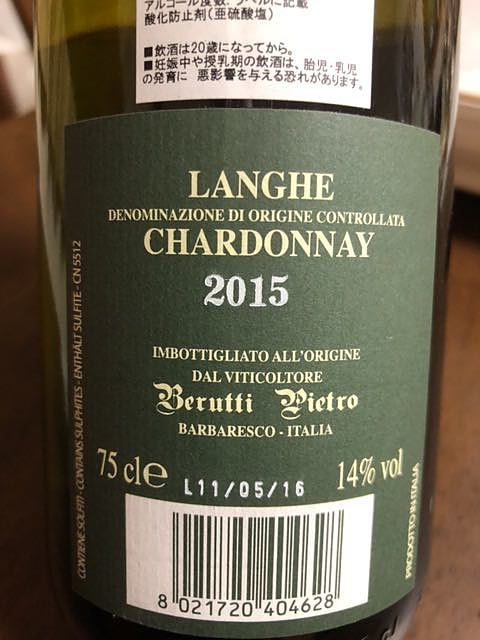 アルコール度数:ラベルに記載
酸化防止剤(亜硫酸塩)
■飲酒は20歳になってから。
■妊娠中や授乳期の飲酒は、胎児・乳児
の発育に 悪影響を与える恐れがあります。
LANGHE
DENOMINAZIONE DI ORIGINE CONTROLLATA
CHARDONNAY
2015
IMBOTTIGLIATO ALL'ORIGINE
DAL VITICOLTORE
Berutti Pietro
BARBARESCO - ITALIA
75 cl e
L11/05/16
14% vol
CONTIENE SOLFITI - CONTAINS SULPHITES - ENTHÄLT SULFITE - CN 5512
PRODOTTO IN ITALIA
8 021720 404628